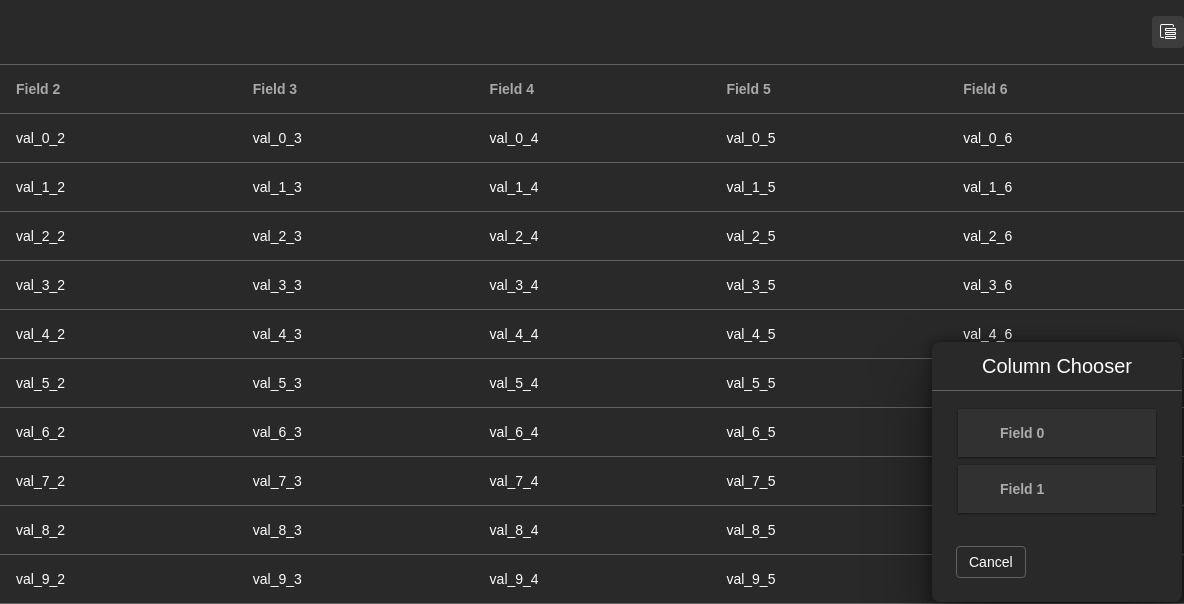 Field 2 Field 3 Field 4 Field 5 Field 6
val_0_2 val_0_3 val_0_4 val_0_5 val_0_6
val_1_2 val_1_3 val_1_4 val_1_5 val_1_6
val_2_2 val_2_3 val_2_4 val_2_5 val_2_6
val_3_2 val_3_3 val_3_4 val_3_5 val_3_6
val_4_2 val_4_3 val_4_4 val_4_5 val_4_6
val_5_2 val_5_3 val_5_4 val_5_5
val_6_2 val_6_3 val_6_4 val_6_5
val_7_2 val_7_3 val_7_4 val_7_5
val_8_2 val_8_3 val_8_4 val_8_5
val_9_2 val_9_3 val_9_4 val_9_5
Column Chooser
Field 0
Field 1
Cancel